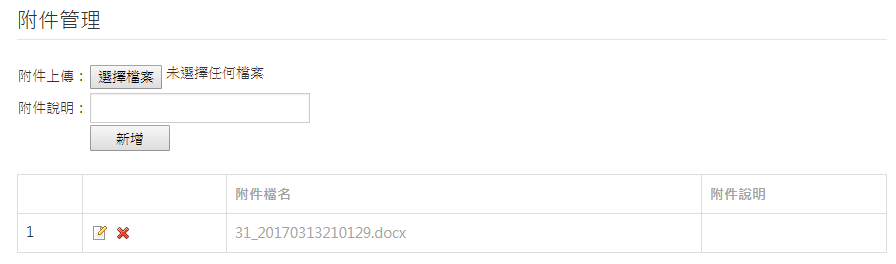 附件管理
附件上傳： 選擇檔案 未選擇任何檔案
附件說明：
新增
附件檔名 附件說明
1 31_20170313210129.docx